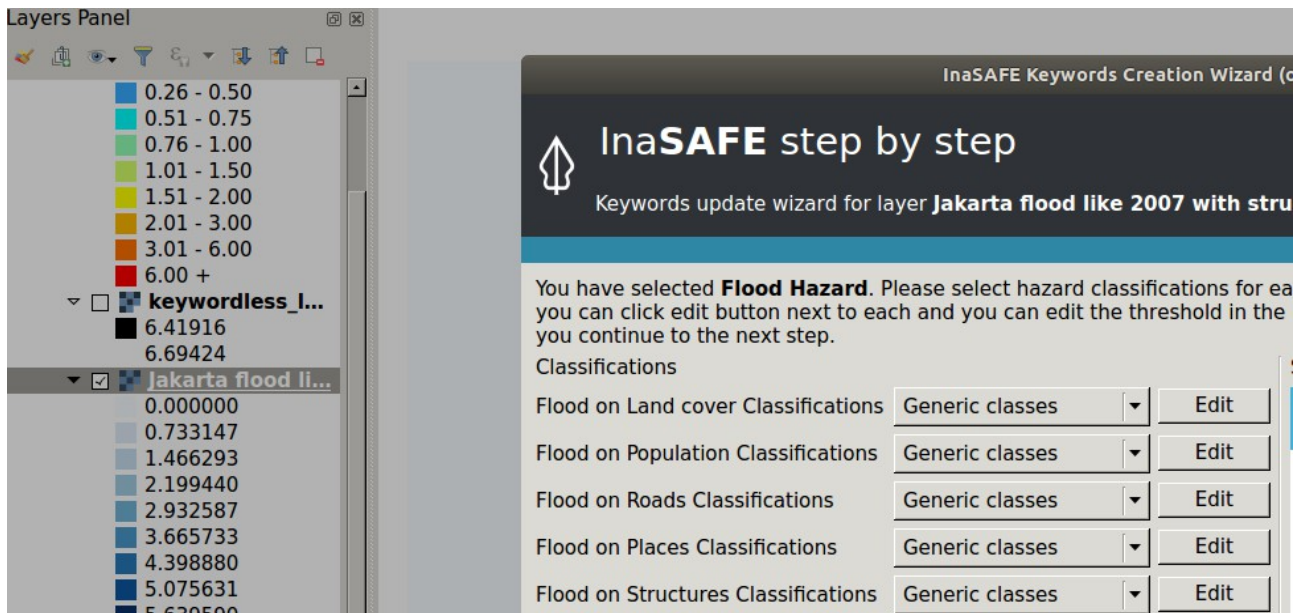 Layers Panel
0.26 - 0.50
0.51 - 0.75
0.76 - 1.00
1.01 - 1.50
1.51 - 2.00
2.01 - 3.00
3.01 - 6.00
6.00 +
keywordless_l...
6.41916
6.69424
Jakarta flood li...
0.000000
0.733147
1.466293
2.199440
2.932587
3.665733
4.398880
5.075631
InaSAFE Keywords Creation Wizard
InaSAFE step by step
Keywords update wizard for layer Jakarta flood like 2007 with
You have selected Flood Hazard. Please select hazard classifications for
you can click edit button next to each and you can edit the threshold in the
you continue to the next step.
Classifications
Flood on Land cover Classifications Generic classes Edit
Flood on Population Classifications Generic classes Edit
Flood on Roads Classifications Generic classes Edit
Flood on Places Classifications Generic classes Edit
Flood on Structures Classifications Generic classes Edit